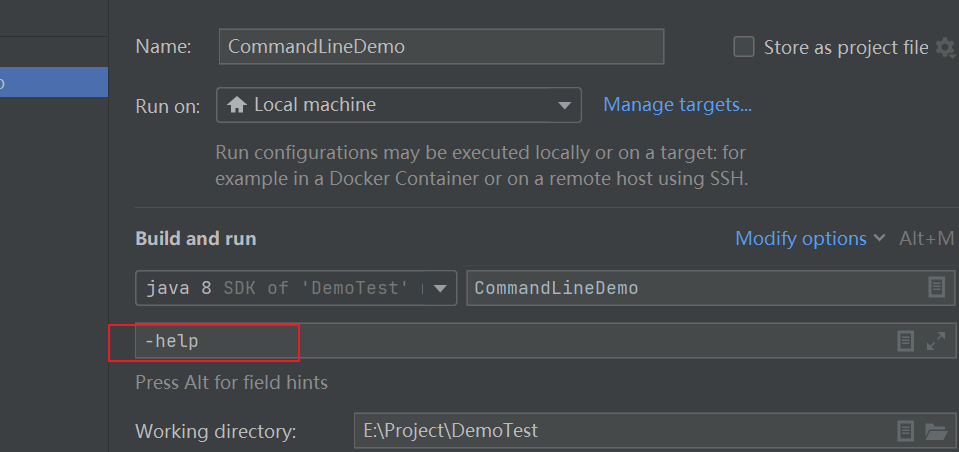 Name: CommandLineDemo Store as project file
Run on: Local machine Manage targets...
Run configurations may be executed locally or on a target: for
example in a Docker Container or on a remote host using SSH.
Build and run Modify options Alt+M
java 8 SDK of 'DemoTest' CommandLineDemo
-help
Press Alt for field hints
Working directory: E:\Project\DemoTest